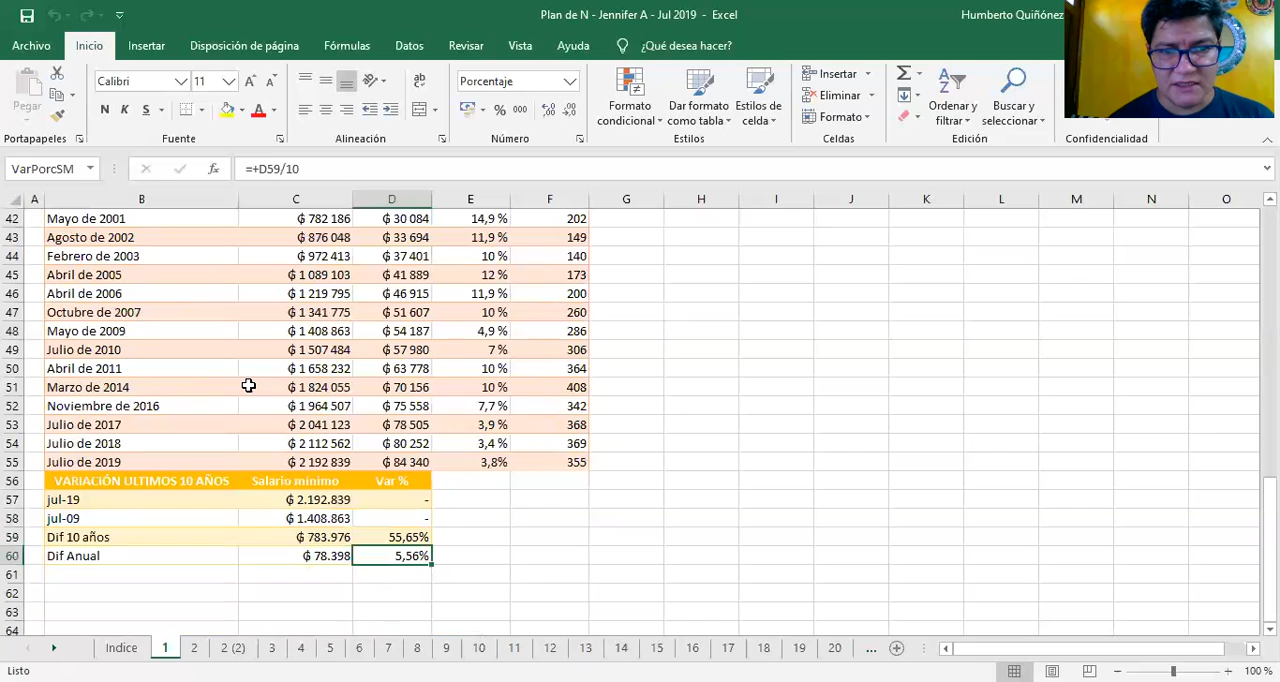 Plan de N - Jennifer A - Jul 2019 - Excel
Humberto Quiñónez
Archivo Inicio Insertar Disposición de página Fórmulas Datos Revisar Vista Ayuda ¿Qué desea hacer?
Pegar
Calibri 11
N K S
Porcentaje
% 000
Formato condicional
Dar formato como tabla
Estilos de celda
Insertar
Eliminar
Formato
Ordenar y filtrar
Buscar y seleccionar
Portapapeles Fuente Alineación Número Estilos Celdas Edición Confidencialidad
VarPorcSM fx =+D59/10
A B C D E F G H I J K L M N O
42 Mayo de 2001 ₲ 782 186 ₲ 30 084 14,9 % 202
43 Agosto de 2002 ₲ 876 048 ₲ 33 694 11,9 % 149
44 Febrero de 2003 ₲ 972 413 ₲ 37 401 10 % 140
45 Abril de 2005 ₲ 1 089 103 ₲ 41 889 12 % 173
46 Abril de 2006 ₲ 1 219 795 ₲ 46 915 11,9 % 200
47 Octubre de 2007 ₲ 1 341 775 ₲ 51 607 10 % 260
48 Mayo de 2009 ₲ 1 408 863 ₲ 54 187 4,9 % 286
49 Julio de 2010 ₲ 1 507 484 ₲ 57 980 7 % 306
50 Abril de 2011 ₲ 1 658 232 ₲ 63 778 10 % 364
51 Marzo de 2014 ₲ 1 824 055 ₲ 70 156 10 % 408
52 Noviembre de 2016 ₲ 1 964 507 ₲ 75 558 7,7 % 342
53 Julio de 2017 ₲ 2 041 123 ₲ 78 505 3,9 % 368
54 Julio de 2018 ₲ 2 112 562 ₲ 80 252 3,4 % 369
55 Julio de 2019 ₲ 2 192 839 ₲ 84 340 3,8% 355
56 VARIACIÓN ULTIMOS 10 AÑOS Salario mínimo Var %
57 jul-19 ₲ 2.192.839 -
58 jul-09 ₲ 1.408.863 -
59 Dif 10 años ₲ 783.976 55,65%
60 Dif Anual ₲ 78.398 5,56%
61
62
63
64
Indice 1 2 2 (2) 3 4 5 6 7 8 9 10 11 12 13 14 15 16 17 18 19 20 ...
Listo 100 %